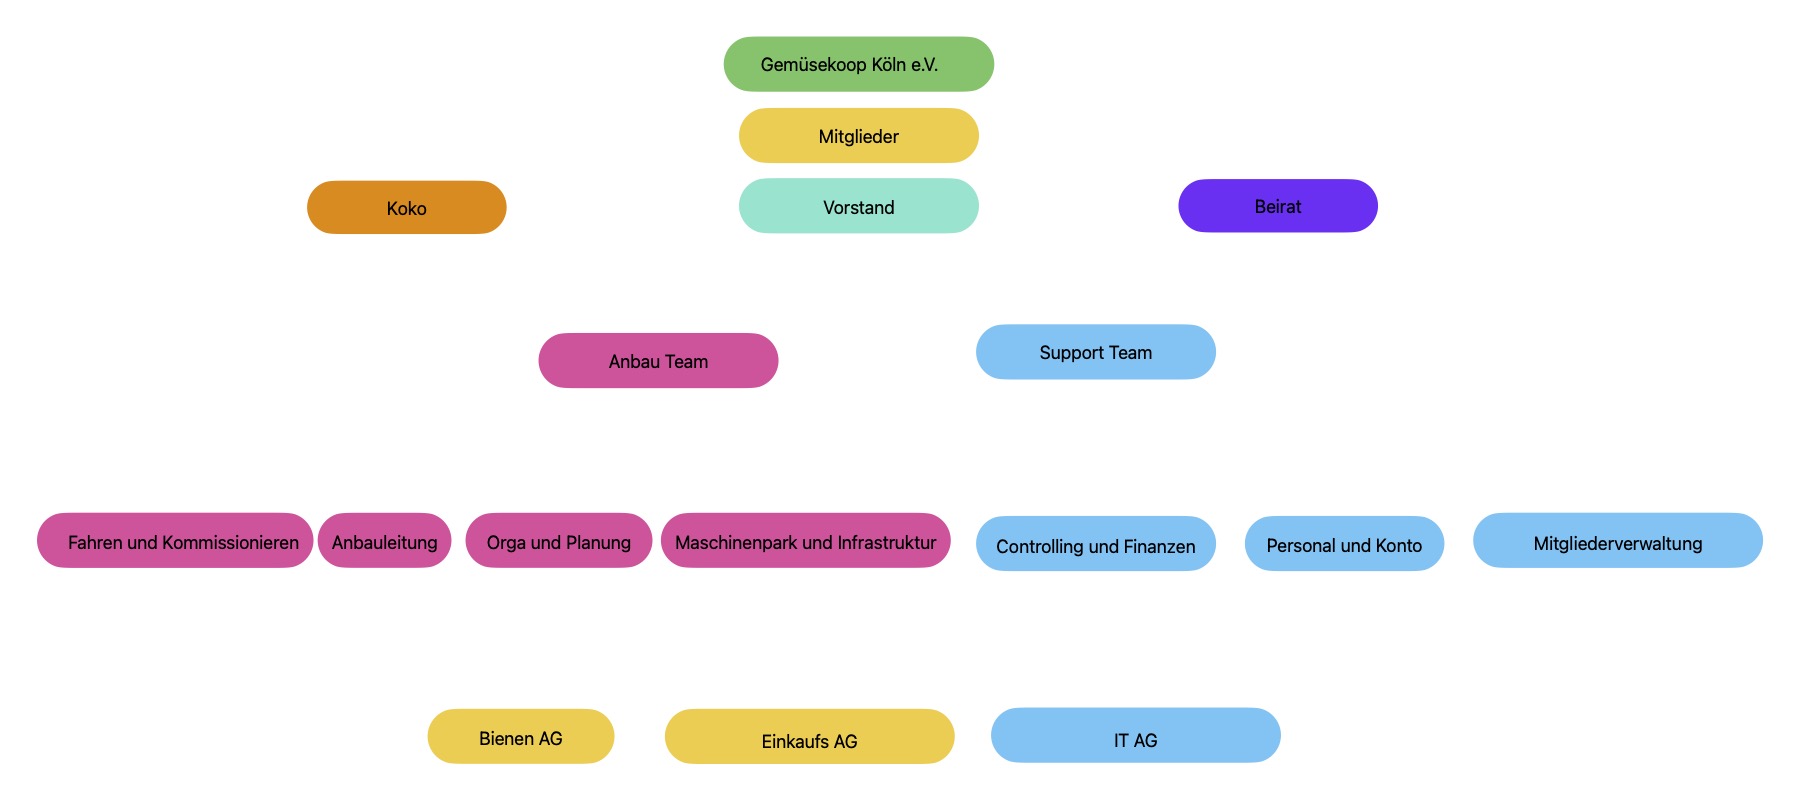 Gemüsekoop Köln e.V.
Mitglieder
Koko
Vorstand
Beirat
Anbau Team
Support Team
Fahren und Kommissionieren
Anbauleitung
Orga und Planung
Maschinenpark und Infrastruktur
Controlling und Finanzen
Personal und Konto
Mitgliederverwaltung
Bienen AG
Einkaufs AG
IT AG